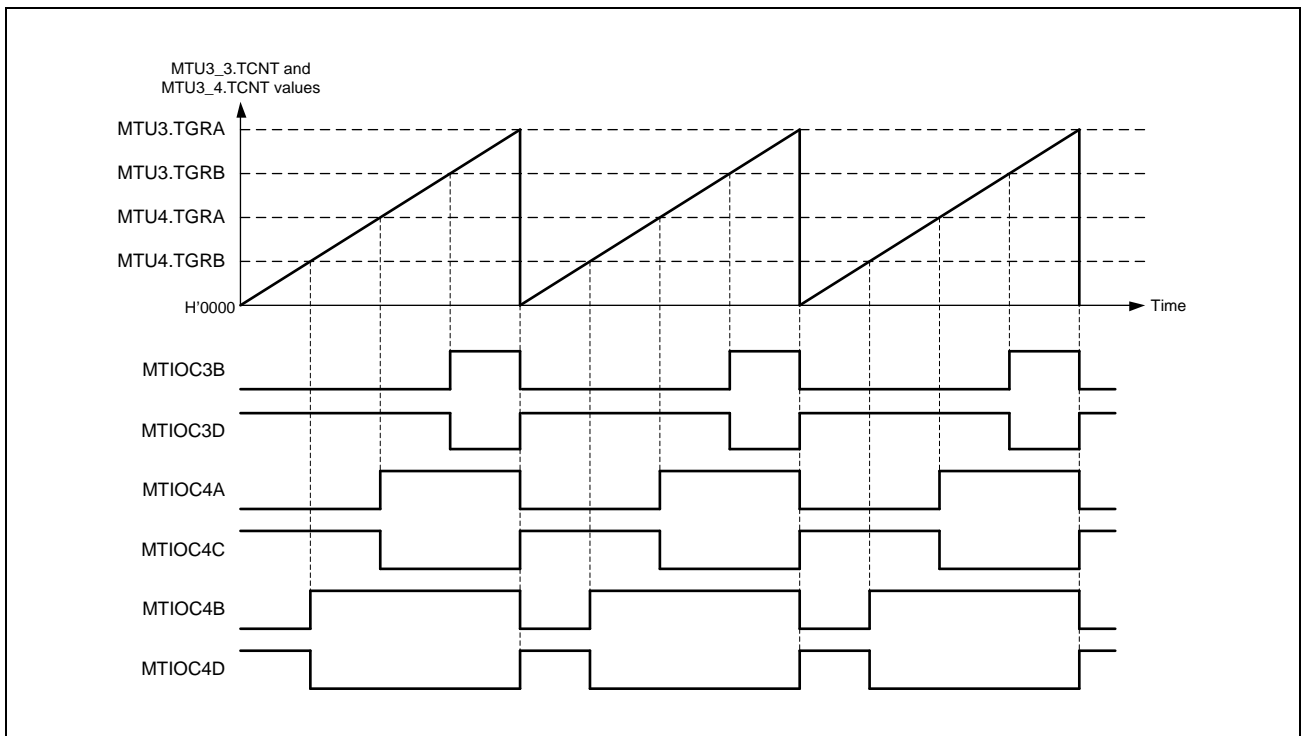 MTU3_3.TCNT and
MTU3_4.TCNT values
MTU3.TGRA
MTU3.TGRB
MTU4.TGRA
MTU4.TGRB
H'0000
Time
MTIOC3B
MTIOC3D
MTIOC4A
MTIOC4C
MTIOC4B
MTIOC4D